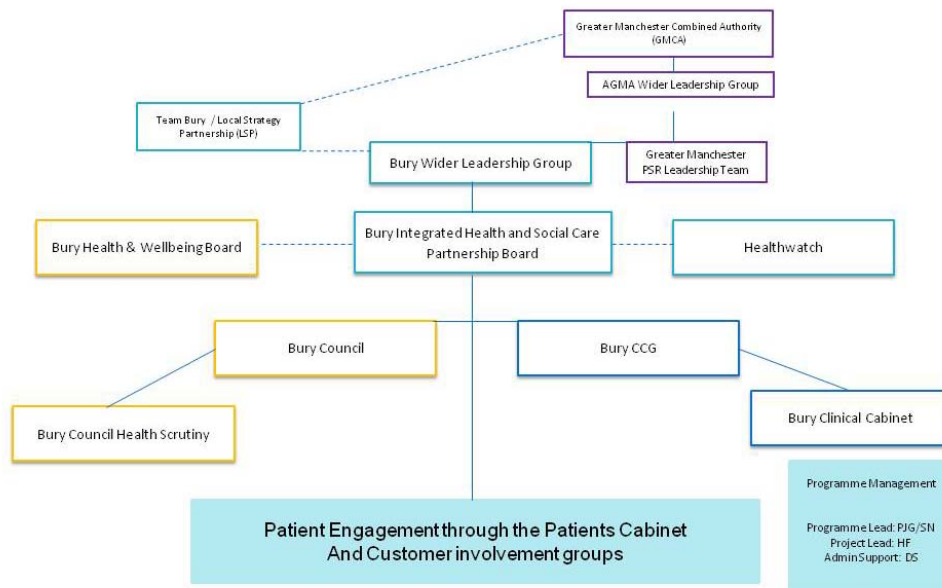 Greater Manchester Combined Authority
(GMCA)
AGMA Wider Leadership Group
Team Bury / Local Strategy
Partnership (LSP)
Bury Wider Leadership Group
Greater Manchester
PSR Leadership Team
Bury Health & Wellbeing Board
Bury Integrated Health and Social Care
Partnership Board
Healthwatch
Bury Council
Bury CCG
Bury Council Health Scrutiny
Bury Clinical Cabinet
Programme Management
Programme Lead: PJG/SN
Project Lead: HF
Admin Support: DS
Patient Engagement through the Patients Cabinet
And Customer involvement groups